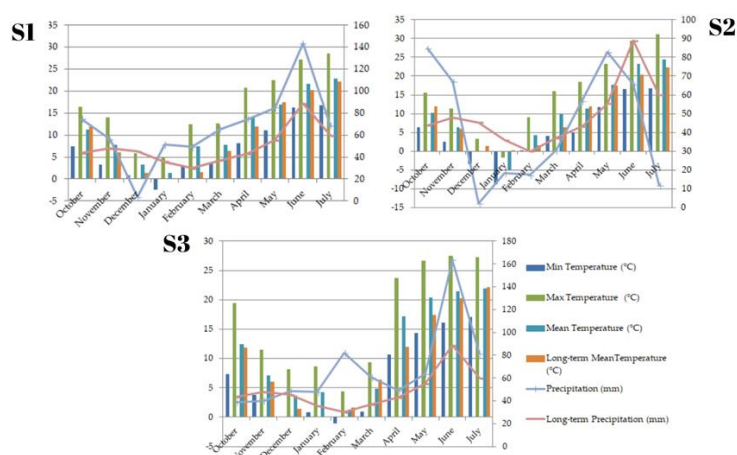 S1
35
30
25
20
15
10
5
0
-5
160
140
120
100
80
60
40
20
0
October
November
December
January
February
March
April
May
June
July
S2
35
30
25
20
15
10
5
0
-5
-10
-15
100
90
80
70
60
50
40
30
20
10
0
October
November
December
January
February
March
April
May
June
July
S3
30
25
20
15
10
5
0
180
160
140
120
100
80
60
40
20
0
October
November
December
January
February
March
April
May
June
July
Min Temperature (°C)
Max Temperature (°C)
Mean Temperature (°C)
Long-term MeanTemperature
(°C)
Precipitation (mm)
Long-term Precipitation (mm)